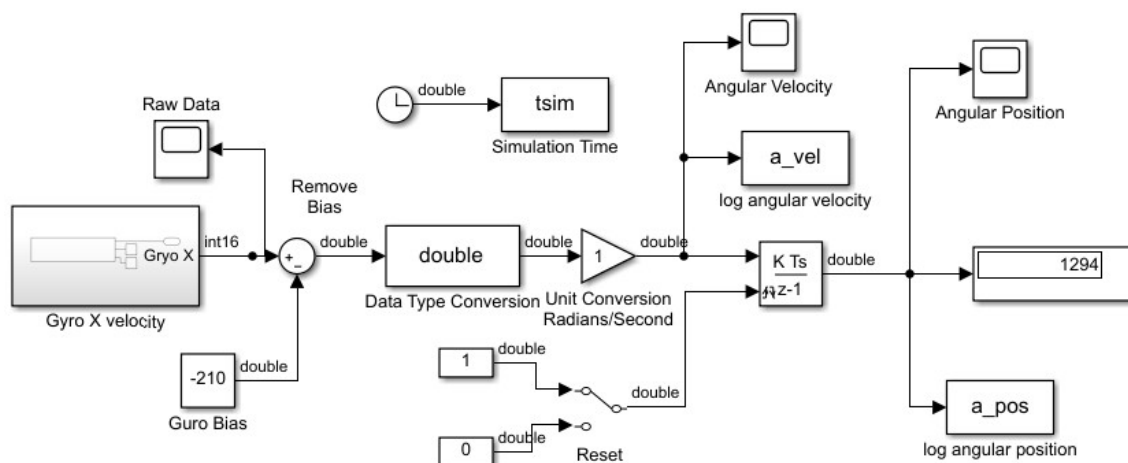 Raw Data
double
tsim
Simulation Time
Angular Velocity
Angular Position
a_vel
log angular velocity
Remove
Bias
Gryo X
int16
+
-
double
double
double
1
double
K Ts
z-1
double
1294
Gyro X velocity
Data Type Conversion
Unit Conversion
Radians/Second
-210
double
Guro Bias
1
double
double
0
double
Reset
a_pos
log angular position